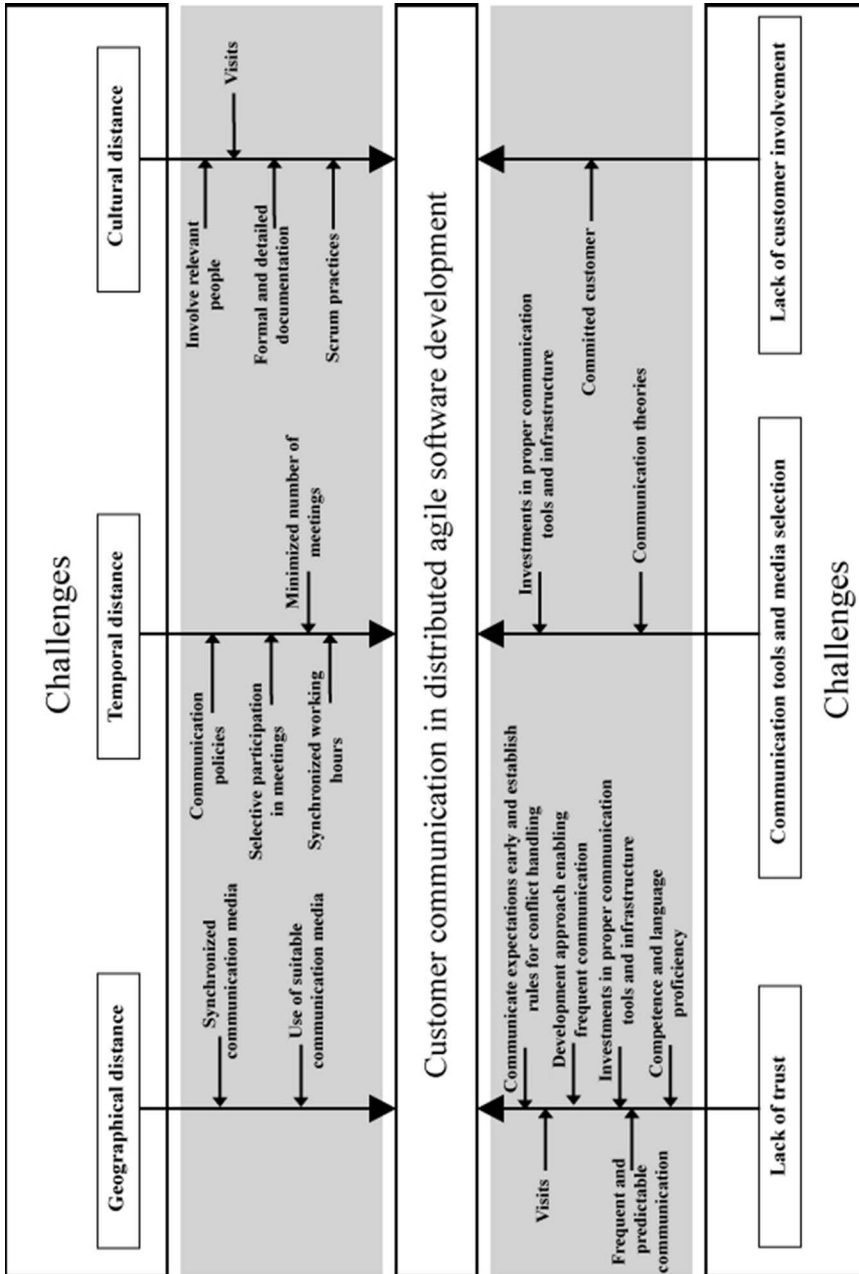 Challenges
Geographical distance
Temporal distance
Cultural distance
Synchronized
communication media
Use of suitable
communication media
Communication
policies
Selective participation
in meetings
Minimized number of
meetings
Synchronized working
hours
Involve relevant
people
Visits
Formal and detailed
documentation
Scrum practices
Customer communication in distributed agile software development
Communicate expectations early and establish
rules for conflict handling
Visits
Development approach enabling
frequent communication
Investments in proper communication
tools and infrastructure
Frequent and
predictable
communication
Competence and language
proficiency
Investments in proper communication
tools and infrastructure
Communication theories
Committed customer
Lack of trust
Communication tools and media selection
Lack of customer involvement
Challenges